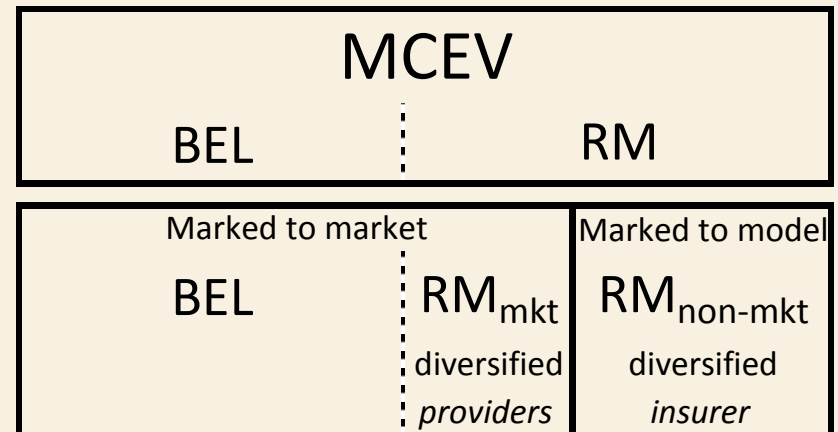 MCEV
BEL RM
Marked to market Marked to model
BEL RMmkt RMnon-mkt
diversified diversified
providers insurer